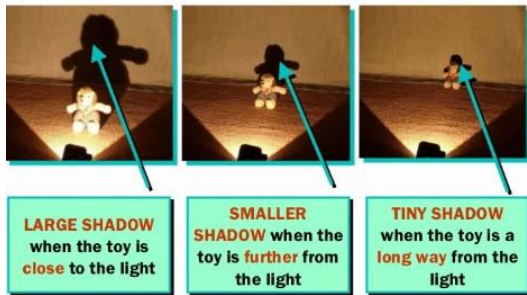 LARGE SHADOW
when the toy is
close to the light
SMALLER
SHADOW when the
toy is further from
the light
TINY SHADOW
when the toy is a
long way from the
light